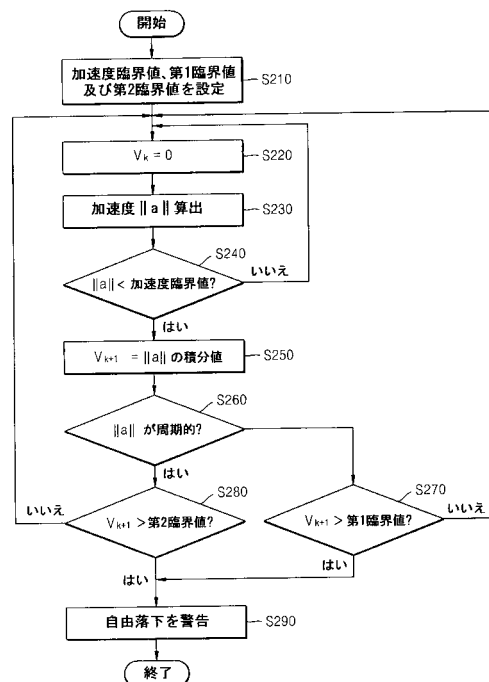 開始
加速度臨界値、第1臨界値
及び第2臨界値を設定
S210
Vk = 0
S220
加速度 ||a|| 算出
S230
S240
||a|| < 加速度臨界値?
いいえ
はい
Vk+1 = ||a|| の積分値
S250
S260
||a|| が周期的?
はい
S280
Vk+1 > 第2臨界値?
いいえ
はい
S270
Vk+1 > 第1臨界値?
いいえ
はい
自由落下を警告
S290
終了